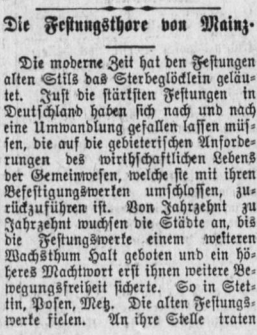 Die Festungsthore von Mainz.
Die moderne Zeit hat den Festungen
alten Stils das Sterbeglöcklein geläu-
tet. Just die stärksten Festungen in
Deutschland haben sich nach und nach
eine Umwandlung gefallen lassen müs-
sen, die auf die gebieterischen Anforde-
rungen des wirthschaftlichen Lebens
der Gemeinwesen, welche sie mit ihren
Befestigungswerken umschlossen, zu-
rückzuführen ist. Von Jahrzehnt zu
Jahrzehnt wuchsen die Städte an, bis
die Festungswerke einem weiteren
Wachsthum Halt geboten und ein hö-
heres Machtwort erst ihnen weitere Be-
wegungsfreiheit sicherte. So in Stet-
tin, Posen, Metz. Die alten Festungs-
werke fielen. An ihre Stelle traten